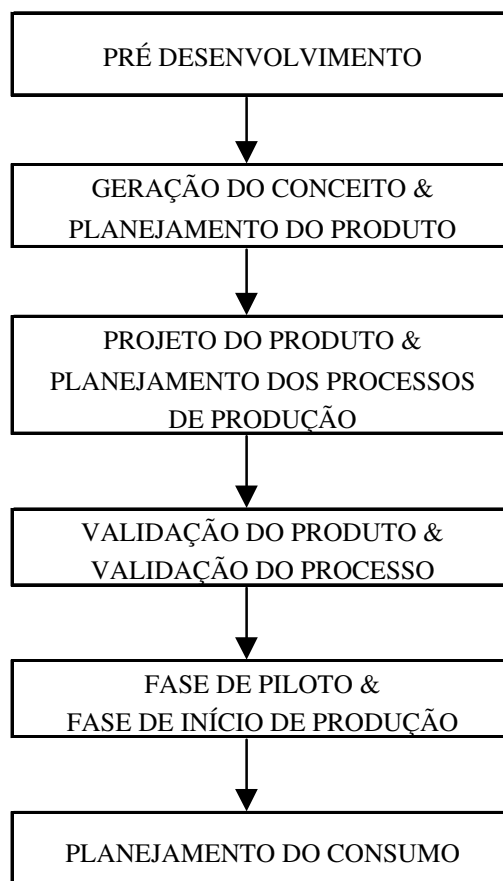 PRÉ DESENVOLVIMENTO
GERAÇÃO DO CONCEITO &
PLANEJAMENTO DO PRODUTO
PROJETO DO PRODUTO &
PLANEJAMENTO DOS PROCESSOS
DE PRODUÇÃO
VALIDAÇÃO DO PRODUTO &
VALIDAÇÃO DO PROCESSO
FASE DE PILOTO &
FASE DE INÍCIO DE PRODUÇÃO
PLANEJAMENTO DO CONSUMO